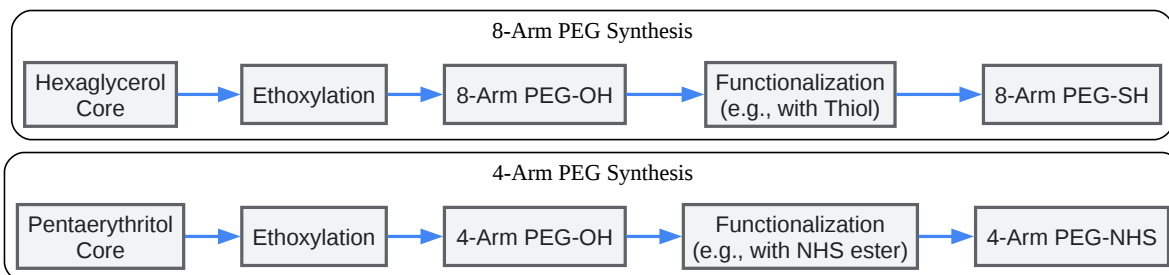 8-Arm PEG Synthesis
Hexaglycerol
Core
Ethoxylation
8-Arm PEG-OH
Functionalization
(e.g., with Thiol)
8-Arm PEG-SH
4-Arm PEG Synthesis
Pentaerythritol
Core
Ethoxylation
4-Arm PEG-OH
Functionalization
(e.g., with NHS ester)
4-Arm PEG-NHS